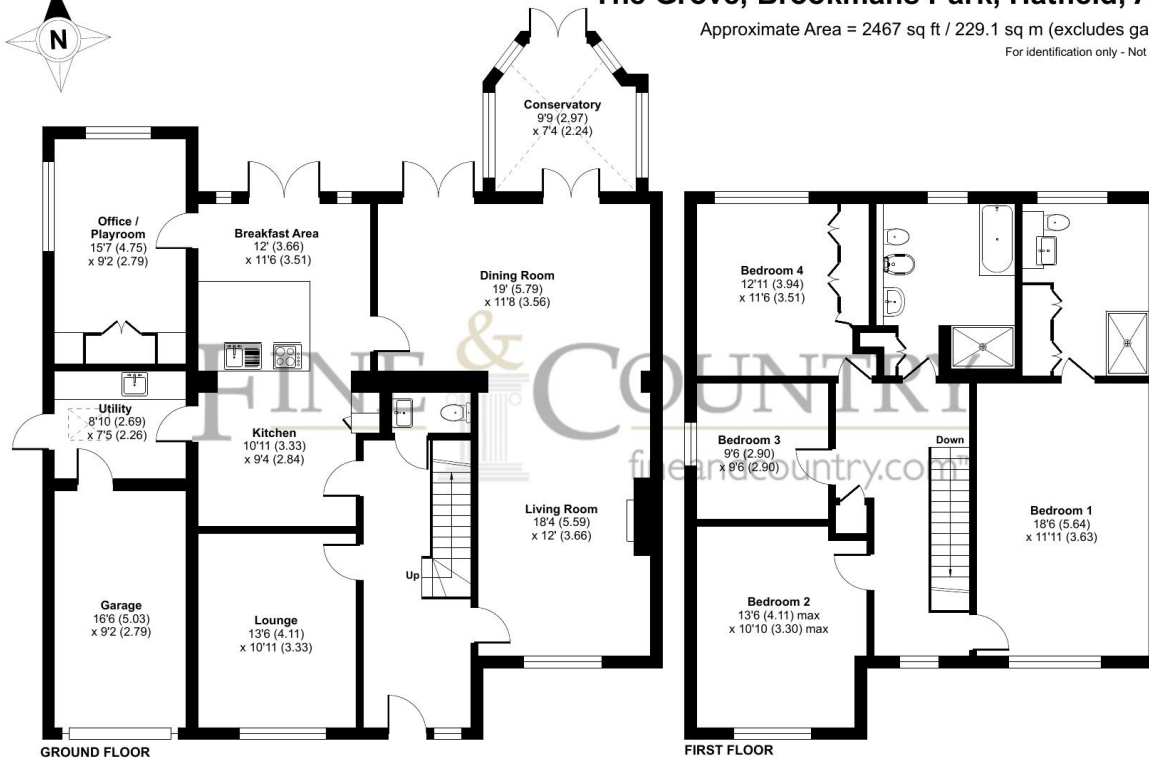 The Grove, Brookmans Park, Hatfield, A
Approximate Area = 2467 sq ft / 229.1 sq m (excludes ga
For identification only - Not
N
Conservatory
9'9 (2.97)
x 7'4 (2.24)
Office /
Playroom
15'7 (4.75)
x 9'2 (2.79)
Breakfast Area
12' (3.66)
x 11'6 (3.51)
Dining Room
19' (5.79)
x 11'8 (3.56)
Bedroom 4
12'11 (3.94)
x 11'6 (3.51)
FINE & COUNTRY
fineandcountry.com™
Utility
8'10 (2.69)
x 7'5 (2.26)
Kitchen
10'11 (3.33)
x 9'4 (2.84)
Bedroom 3
9'6 (2.90)
x 9'6 (2.90)
Down
Living Room
18'4 (5.59)
x 12' (3.66)
Bedroom 1
18'6 (5.64)
x 11'11 (3.63)
Up
Garage
16'6 (5.03)
x 9'2 (2.79)
Lounge
13'6 (4.11)
x 10'11 (3.33)
Bedroom 2
13'6 (4.11) max
x 10'10 (3.30) max
GROUND FLOOR
FIRST FLOOR